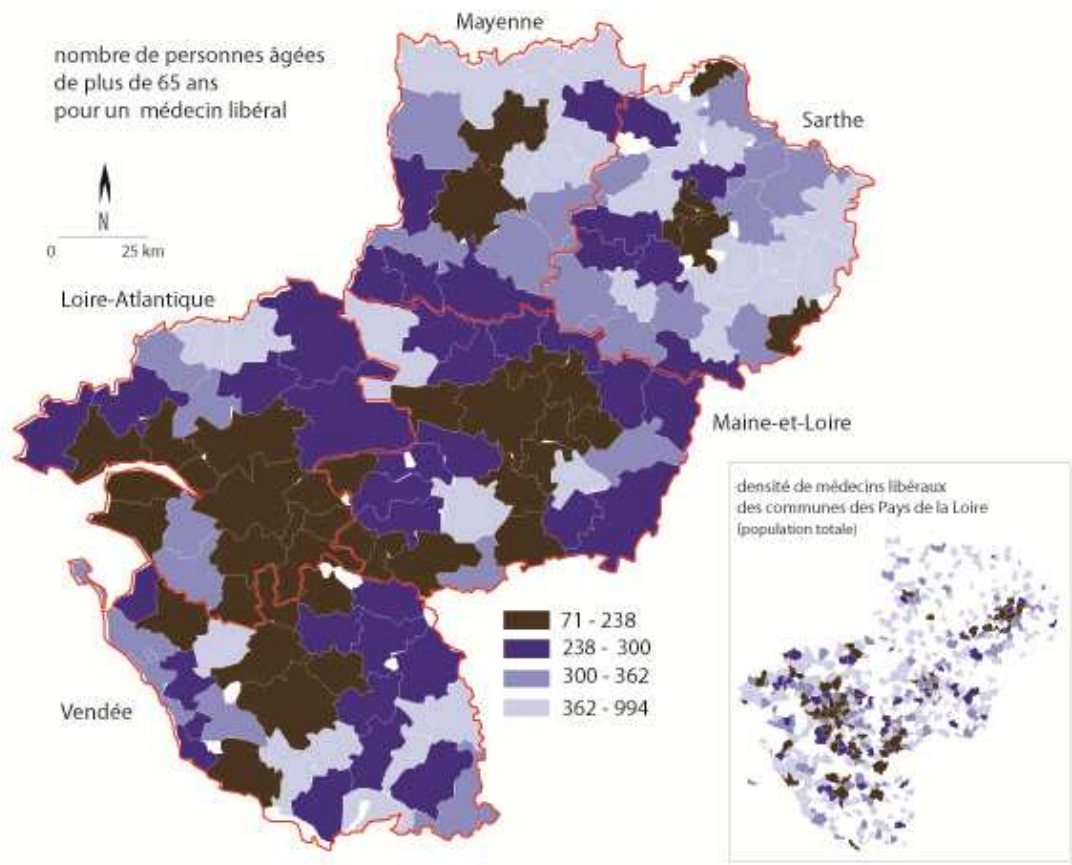 Mayenne
nombre de personnes âgées
de plus de 65 ans
pour un médecin libéral
Sarthe
N
0 25 km
Loire-Atlantique
Maine-et-Loire
densité de médecins libéraux
des communes des Pays de la Loire
(population totale)
71 - 238
238 - 300
300 - 362
362 - 994
Vendée